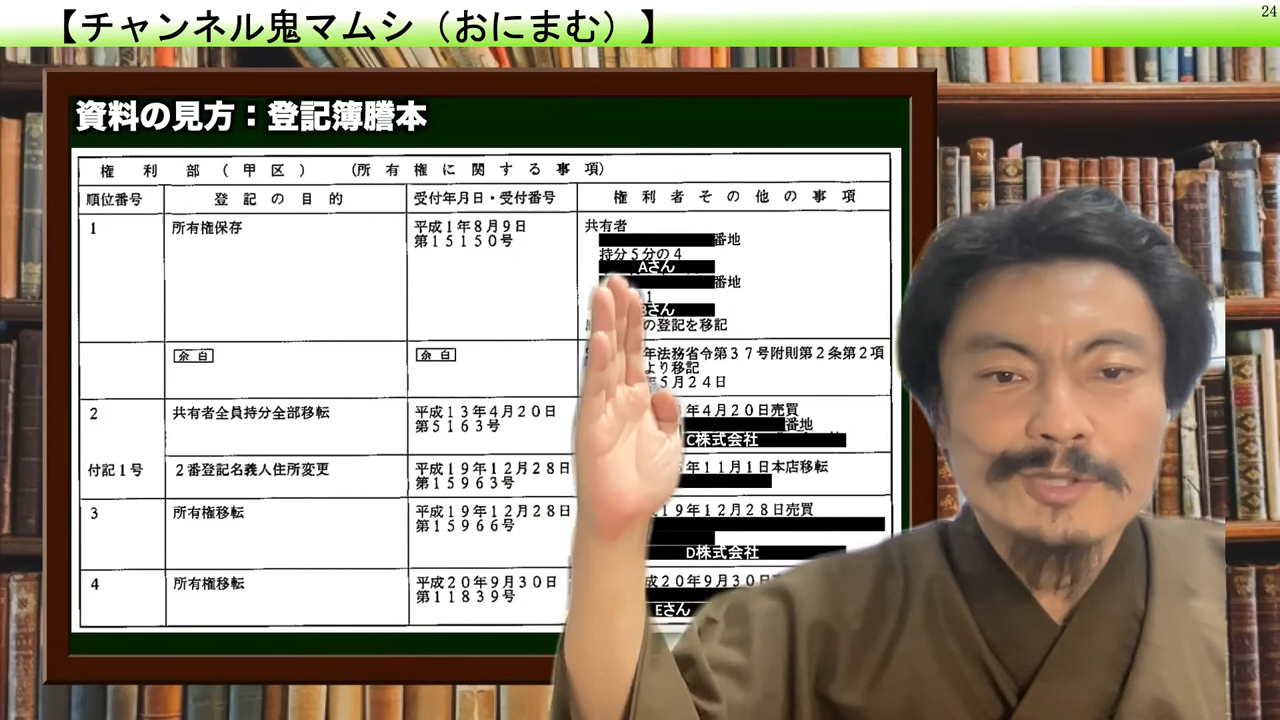 【チャンネル鬼マムシ（おにまむ）】
24
資料の見方：登記簿謄本
権利部（甲区）（所有権に関する事項）
順位番号 登記の目的 受付年月日・受付番号 権利者その他の事項
1 所有権保存 平成1年8月9日 共有者
第15150号 番地
持分5分の4
Aさん
番地
1
さん
の登記を移記
余白 余白 年法務省令第37号附則第2条第2項
より移記
5月24日
2 共有者全員持分全部移転 平成13年4月20日 年4月20日売買
第5163号 番地
C株式会社
付記1号 2番登記名義人住所変更 平成19年12月28日 年11月1日本店移転
第15963号
3 所有権移転 平成19年12月28日 19年12月28日売買
第15966号
D株式会社
4 所有権移転 平成20年9月30日 成20年9月30日
第11839号
Eさん